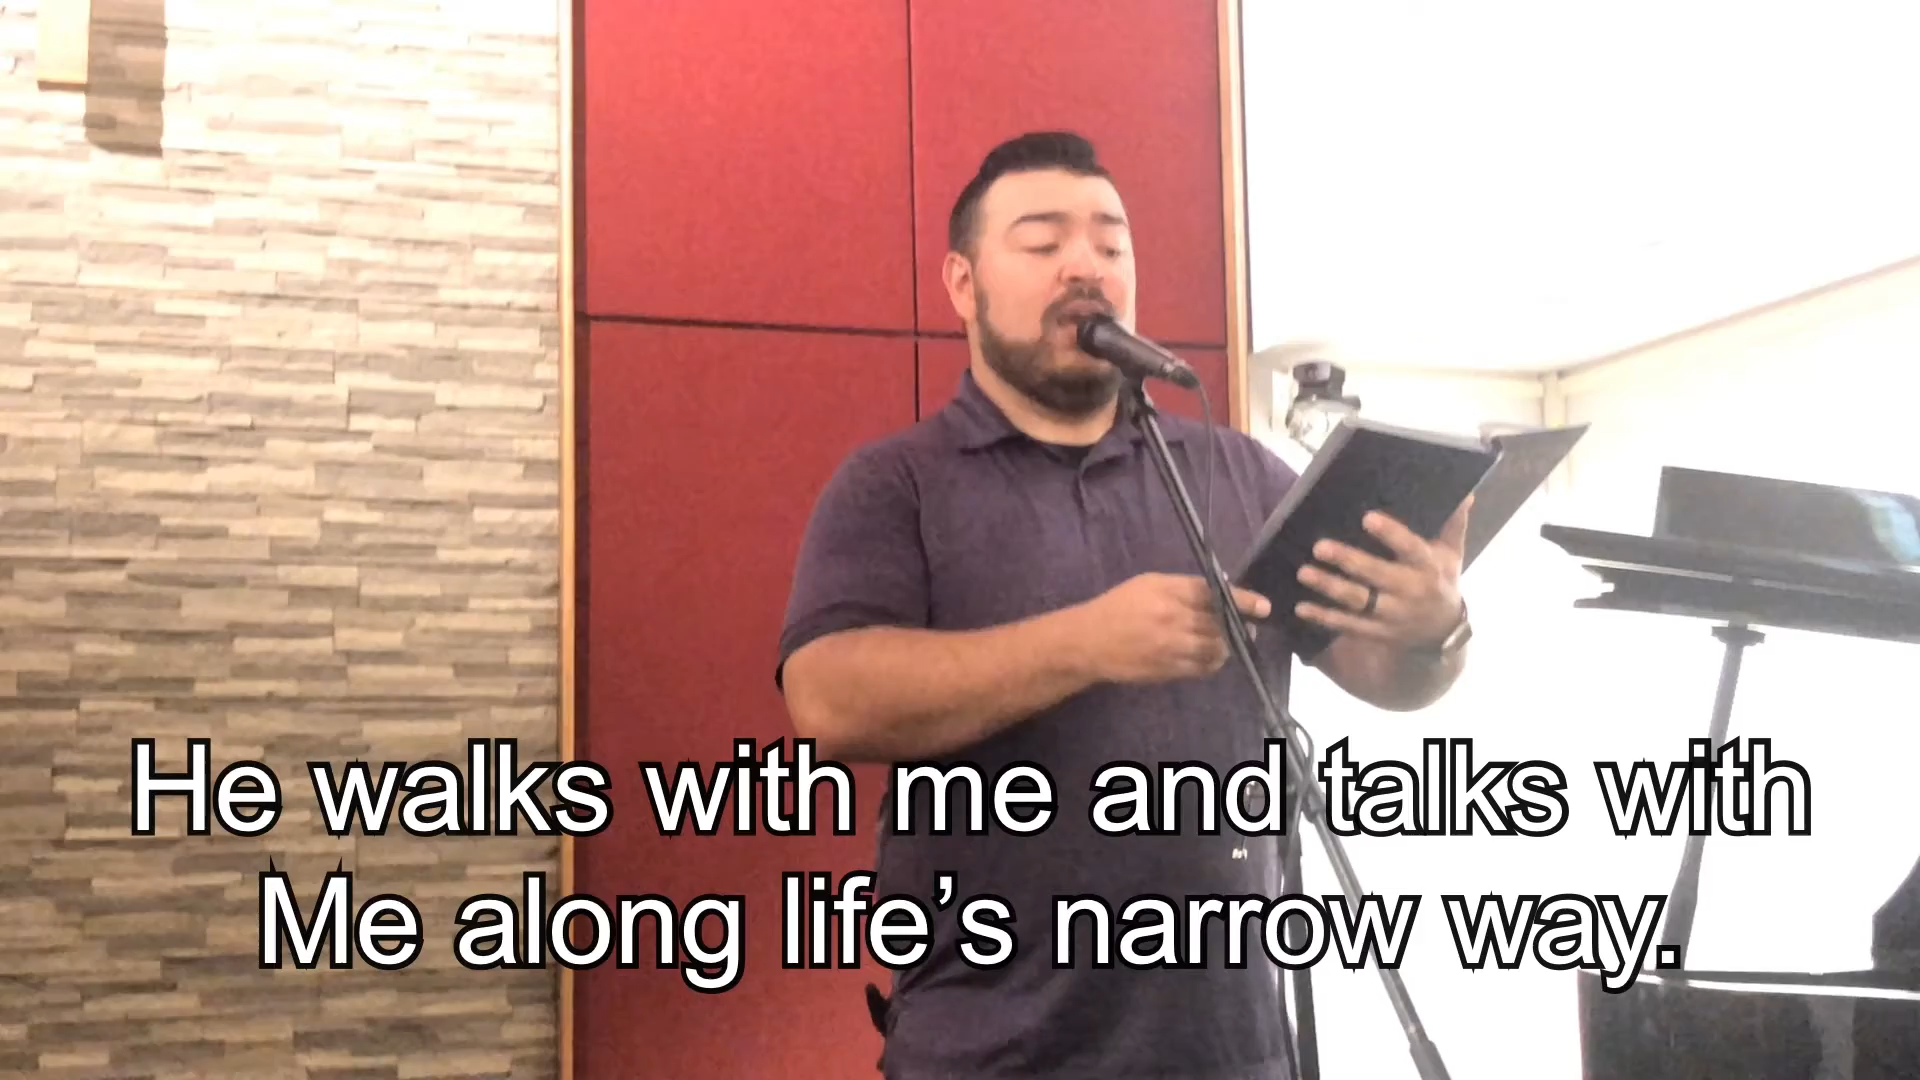 He walks with me and talks with
Me along life’s narrow way.